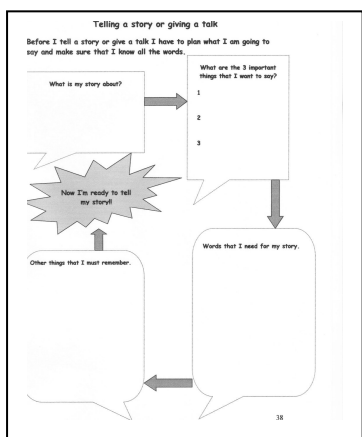 Telling a story or giving a talk
Before I tell a story or give a talk I have to plan what I am going to
say and make sure that I know all the words.
What is my story about?
What are the 3 important
things that I want to say?
1
2
3
Words that I need for my story.
Other things that I must remember.
Now I'm ready to tell
my story!!
38